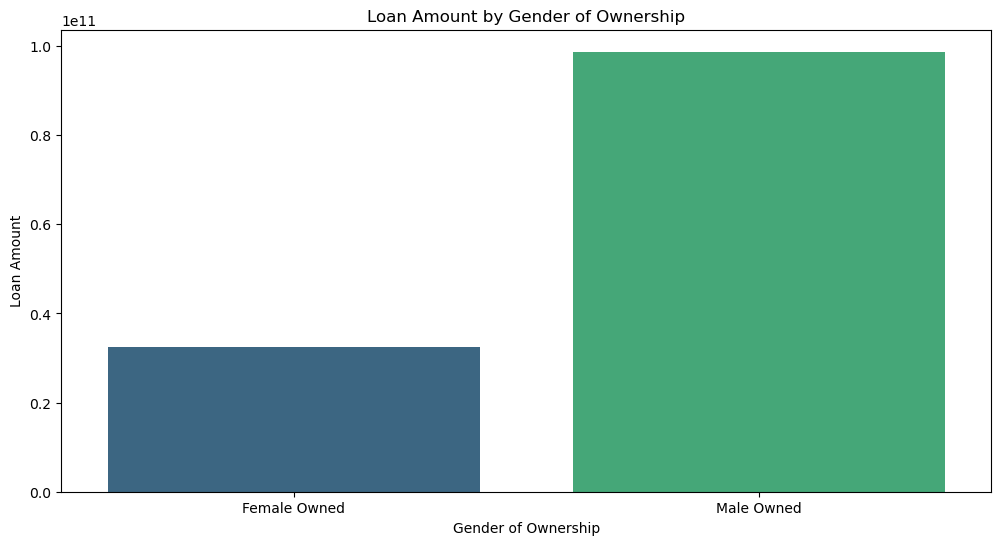 Loan Amount by Gender of Ownership
1e11
1.0
0.8
0.6
0.4
0.2
0.0
Loan Amount
Female Owned
Male Owned
Gender of Ownership